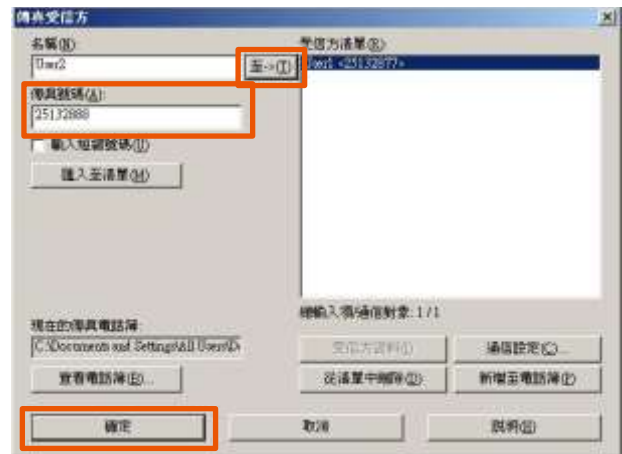 傳真受信方
名稱(N):
User2
至->(T)
傳真號碼(A):
25132888
輸入短縮號碼(U)
匯入至清單(M)
受信方清單(R):
User1 <25132877>
總輸入項/通信對象: 1 / 1
現在的傳真電話簿:
C:\Documents and Settings\All Users\D
受信方資料(I)
通信設定(C)...
查看電話簿(E)...
從清單中刪除(D)
新增至電話簿(P)
確定
取消
說明(H)